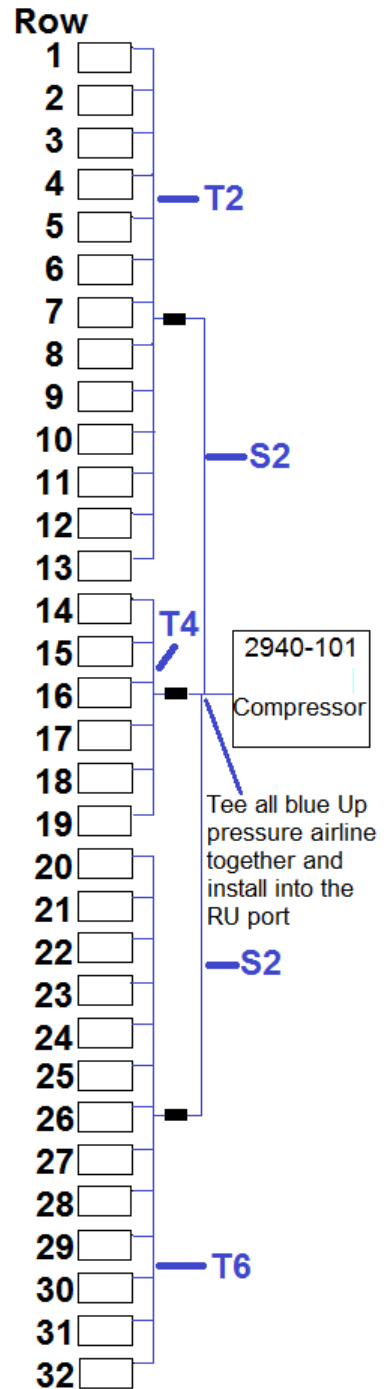 Row
1
2
3
4
T2
5
6
7
8
9
10
S2
11
12
13
14
T4
15
2940-101
16
Compressor
17
18
19
Tee all blue Up
pressure airline
together and
install into the
RU port
20
21
22
S2
23
24
25
26
27
28
29
T6
30
31
32